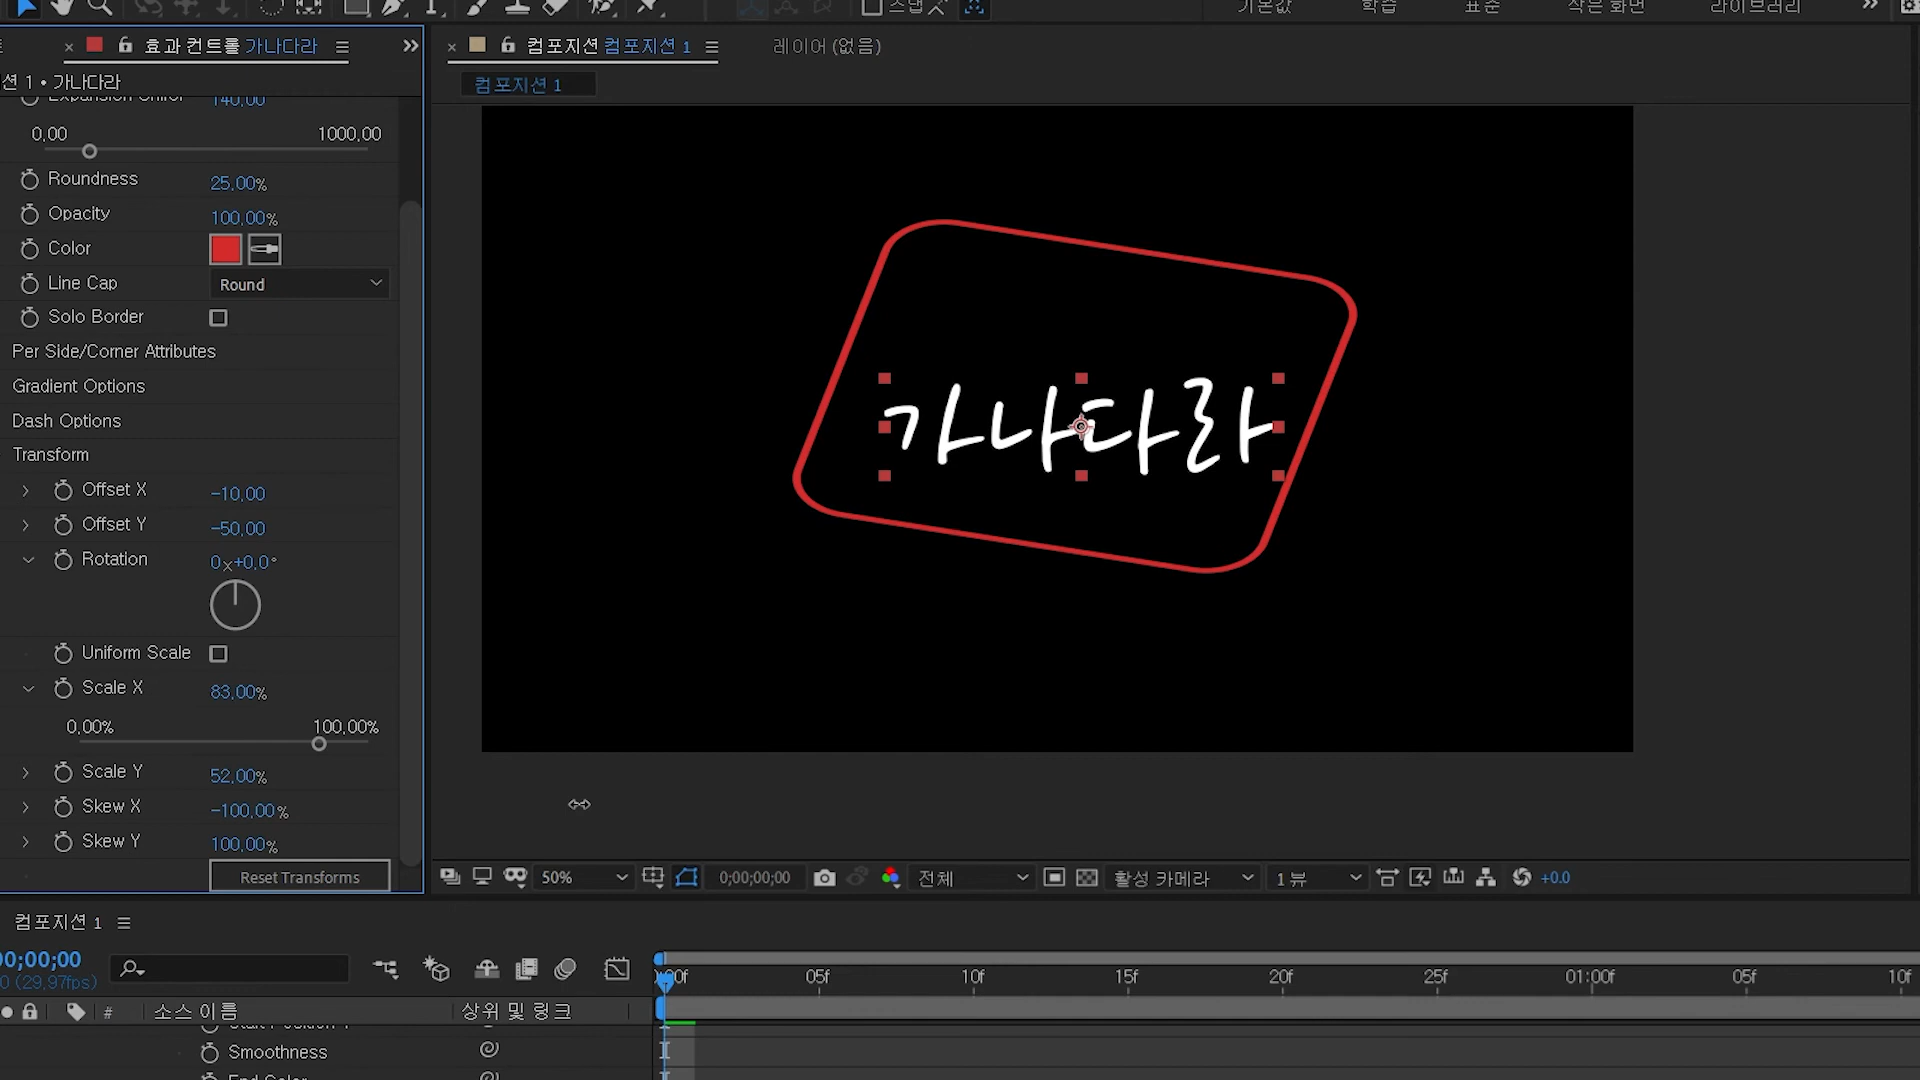 스냅
기본값
학습
표준
작은 화면
라이브러리
효과 컨트롤 가나다라
컴포지션 컴포지션 1
레이어 (없음)
션 1 • 가나다라
컴포지션 1
140,00
0,00 1000,00
Roundness 25,00%
Opacity 100,00%
Color
Line Cap Round
Solo Border
Per Side/Corner Attributes
Gradient Options
Dash Options
Transform
Offset X -10,00
Offset Y -50,00
Rotation 0x+0,0°
Uniform Scale
Scale X 83,00%
0,00% 100,00%
Scale Y 52,00%
Skew X -100,00%
Skew Y 100,00%
Reset Transforms
가나다라
50% 0;00;00;00 전체 활성 카메라 1 뷰 +0.0
컴포지션 1
00;00;00
0 (29,97fps)
:00f 05f 10f 15f 20f 25f 01:00f 05f 10f
# 소스 이름 상위 및 링크
Smoothness
End Color